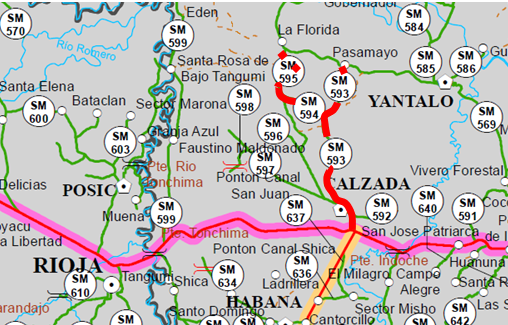 Eden
Gobernador
SM 570
SM 599
La Florida
SM 584
Río Romero
Pasamayo
Santa Rosa de
Bajo Tangumi
SM 595
SM 585
SM 586
Santa Elena
SM 593
SM 598
SM 594
YANTALO
Bataclan
Sector Marona
SM 600
SM 569
SM 596
Granja Azul
SM 603
Faustino Maldonado
SM 593
Pte. Rio
Tonchima
SM 597
Vivero Forestal
Delicias
POSIC
Ponton Canal
San Juan
CALZADA
SM 599
SM 637
SM 592
SM 640
SM 591
Muena
La Libertad
Pte. Tonchima
San Jose Patriarca
Ponton Canal Shica
Pte. Indoche
RIOJA
SM 636
Tangumi
Shica
SM 634
El Milagro
Campo
Alegre
Ladrillera
SM 610
Santa R
HABANA
Sector Misho
Santo Domingo
Cantorcillo
SM 642